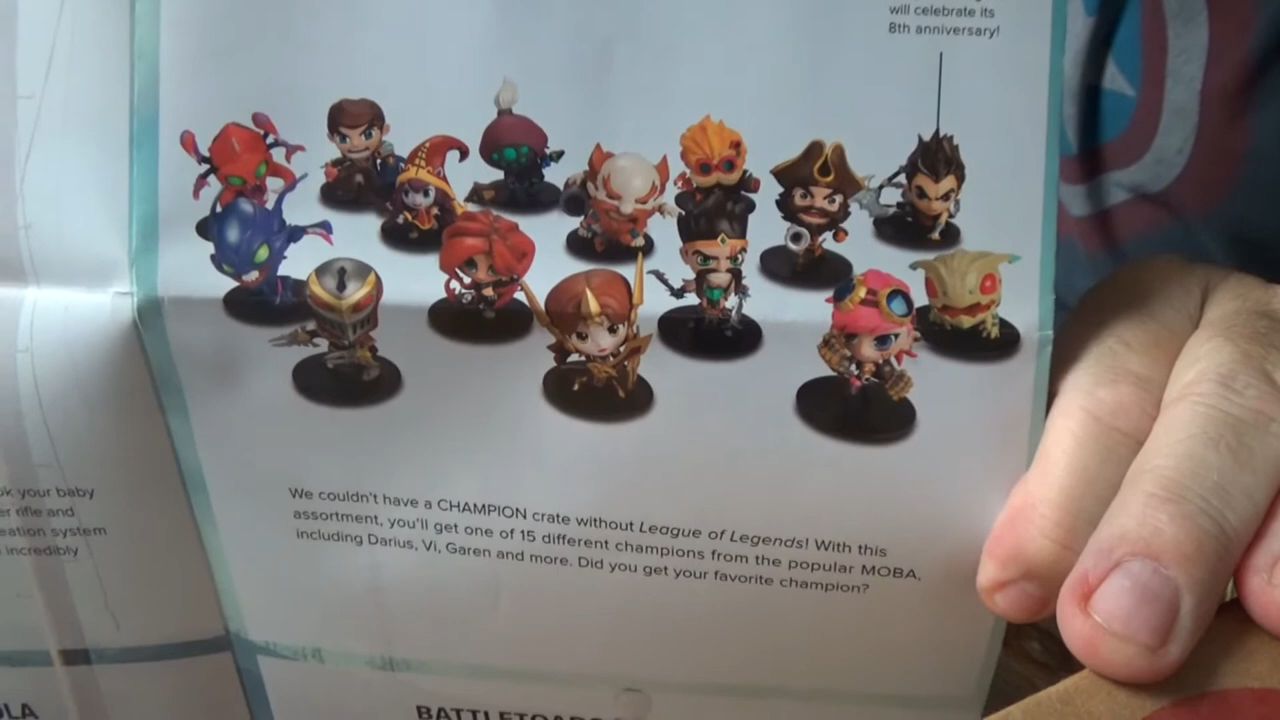 will celebrate its
8th anniversary!
We couldn't have a CHAMPION crate without League of Legends! With this
assortment, you'll get one of 15 different champions from the popular MOBA,
including Darius, Vi, Garen and more. Did you get your favorite champion?
your baby
rifle and
system
incredibly